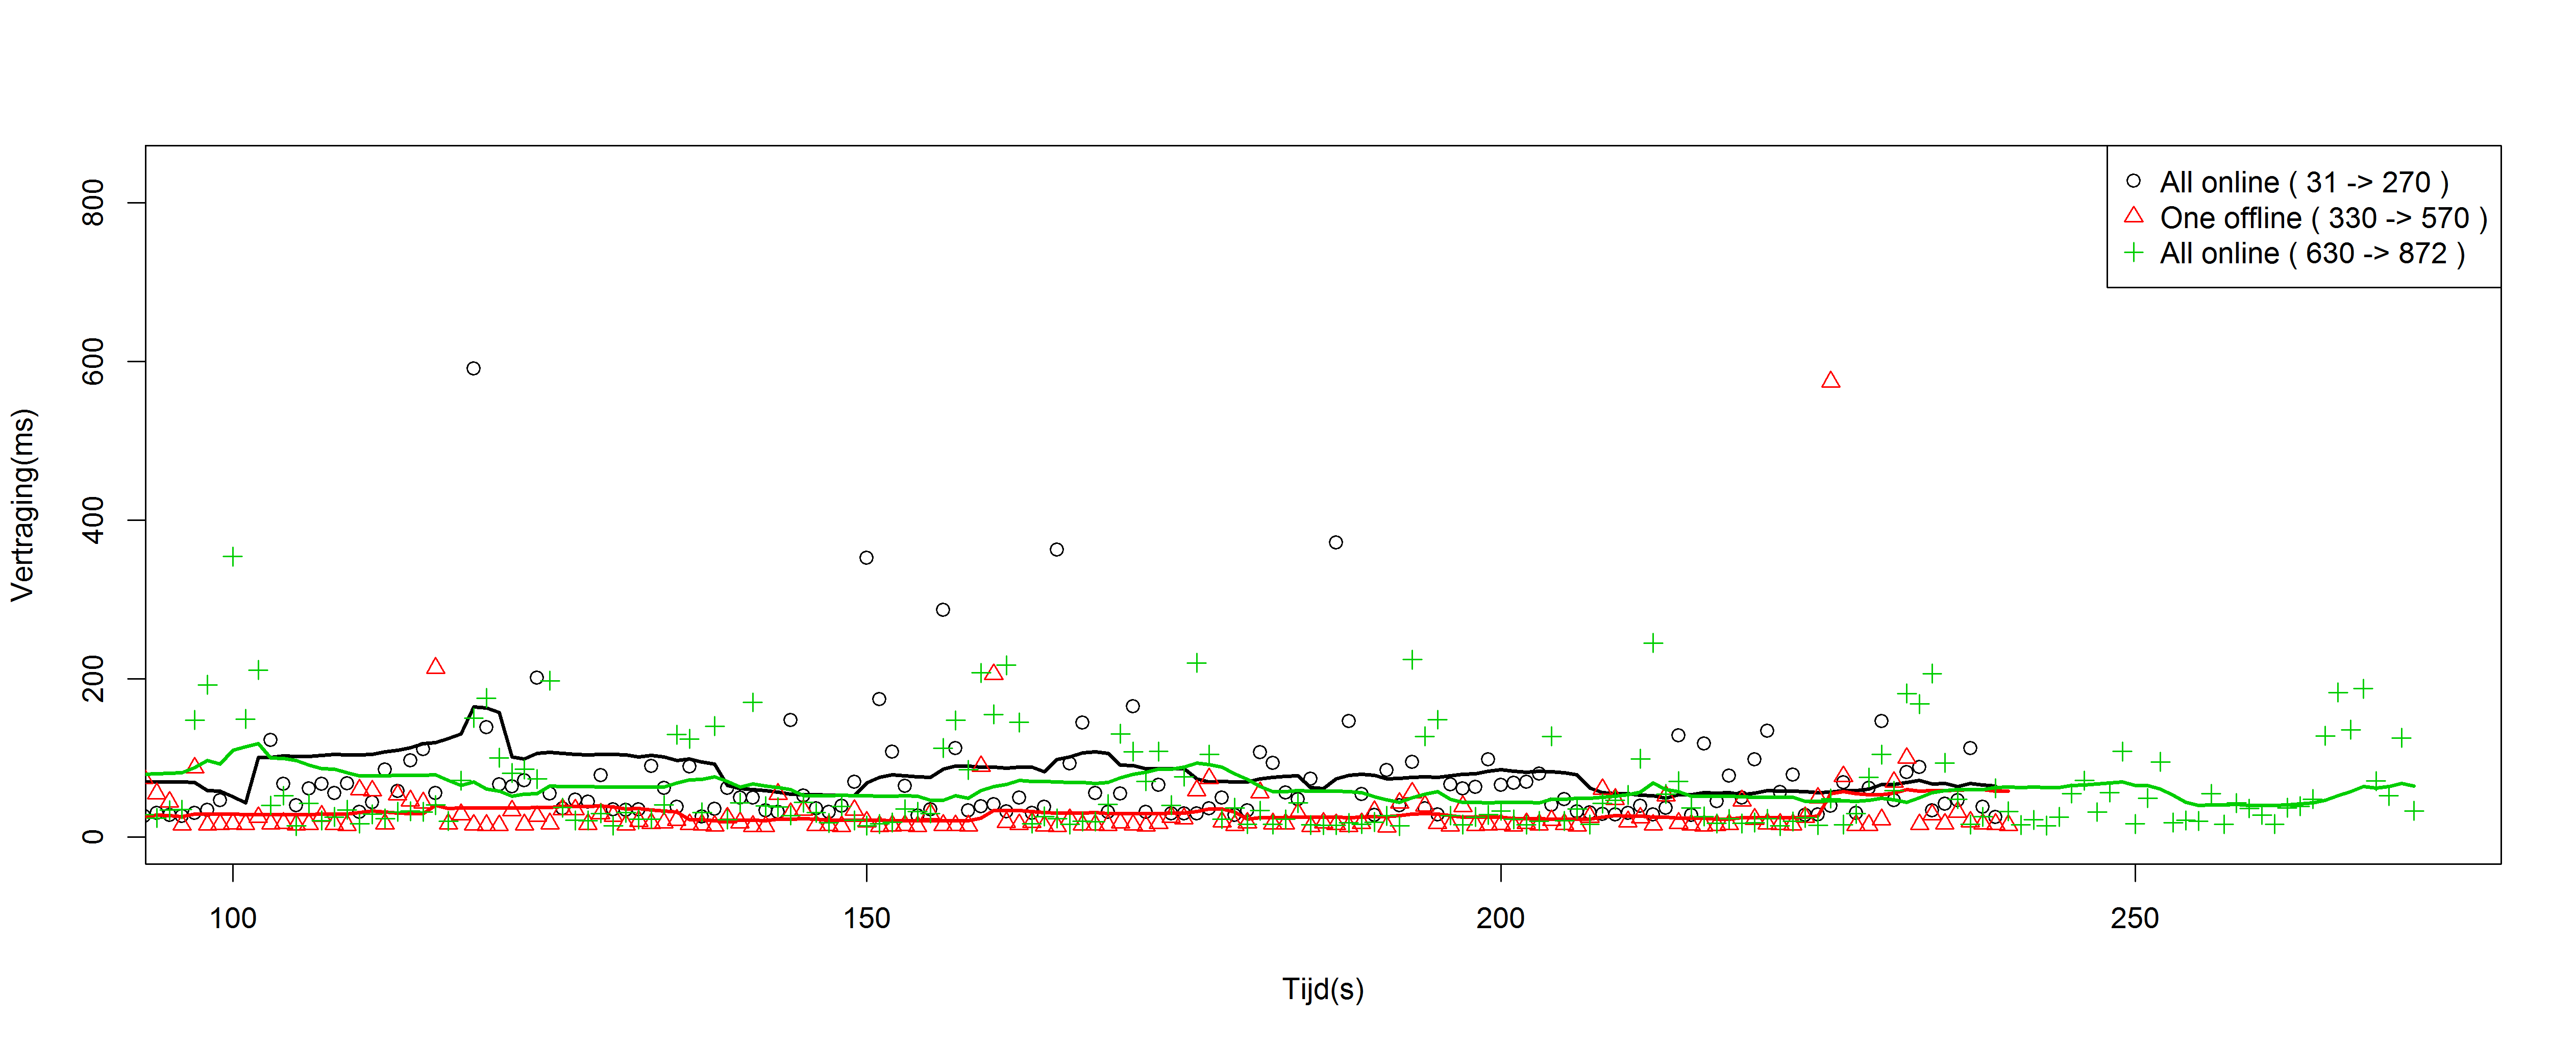 All online ( 31 -> 270 )
One offline ( 330 -> 570 )
All online ( 630 -> 872 )
Vertraging(ms)
800
600
400
200
0
100
150
200
250
Tijd(s)